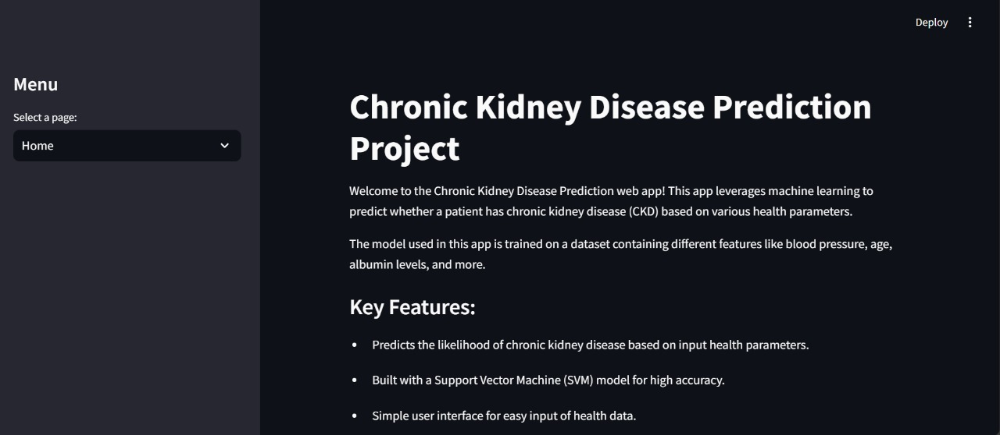 Deploy
Menu
Select a page:
Home
Chronic Kidney Disease Prediction
Project
Welcome to the Chronic Kidney Disease Prediction web app! This app leverages machine learning to
predict whether a patient has chronic kidney disease (CKD) based on various health parameters.
The model used in this app is trained on a dataset containing different features like blood pressure, age,
albumin levels, and more.
Key Features:
• Predicts the likelihood of chronic kidney disease based on input health parameters.
• Built with a Support Vector Machine (SVM) model for high accuracy.
• Simple user interface for easy input of health data.